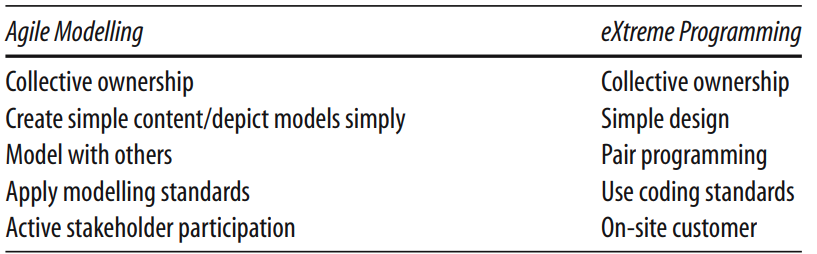 Agile Modelling eXtreme Programming
Collective ownership Collective ownership
Create simple content/depict models simply Simple design
Model with others Pair programming
Apply modelling standards Use coding standards
Active stakeholder participation On-site customer